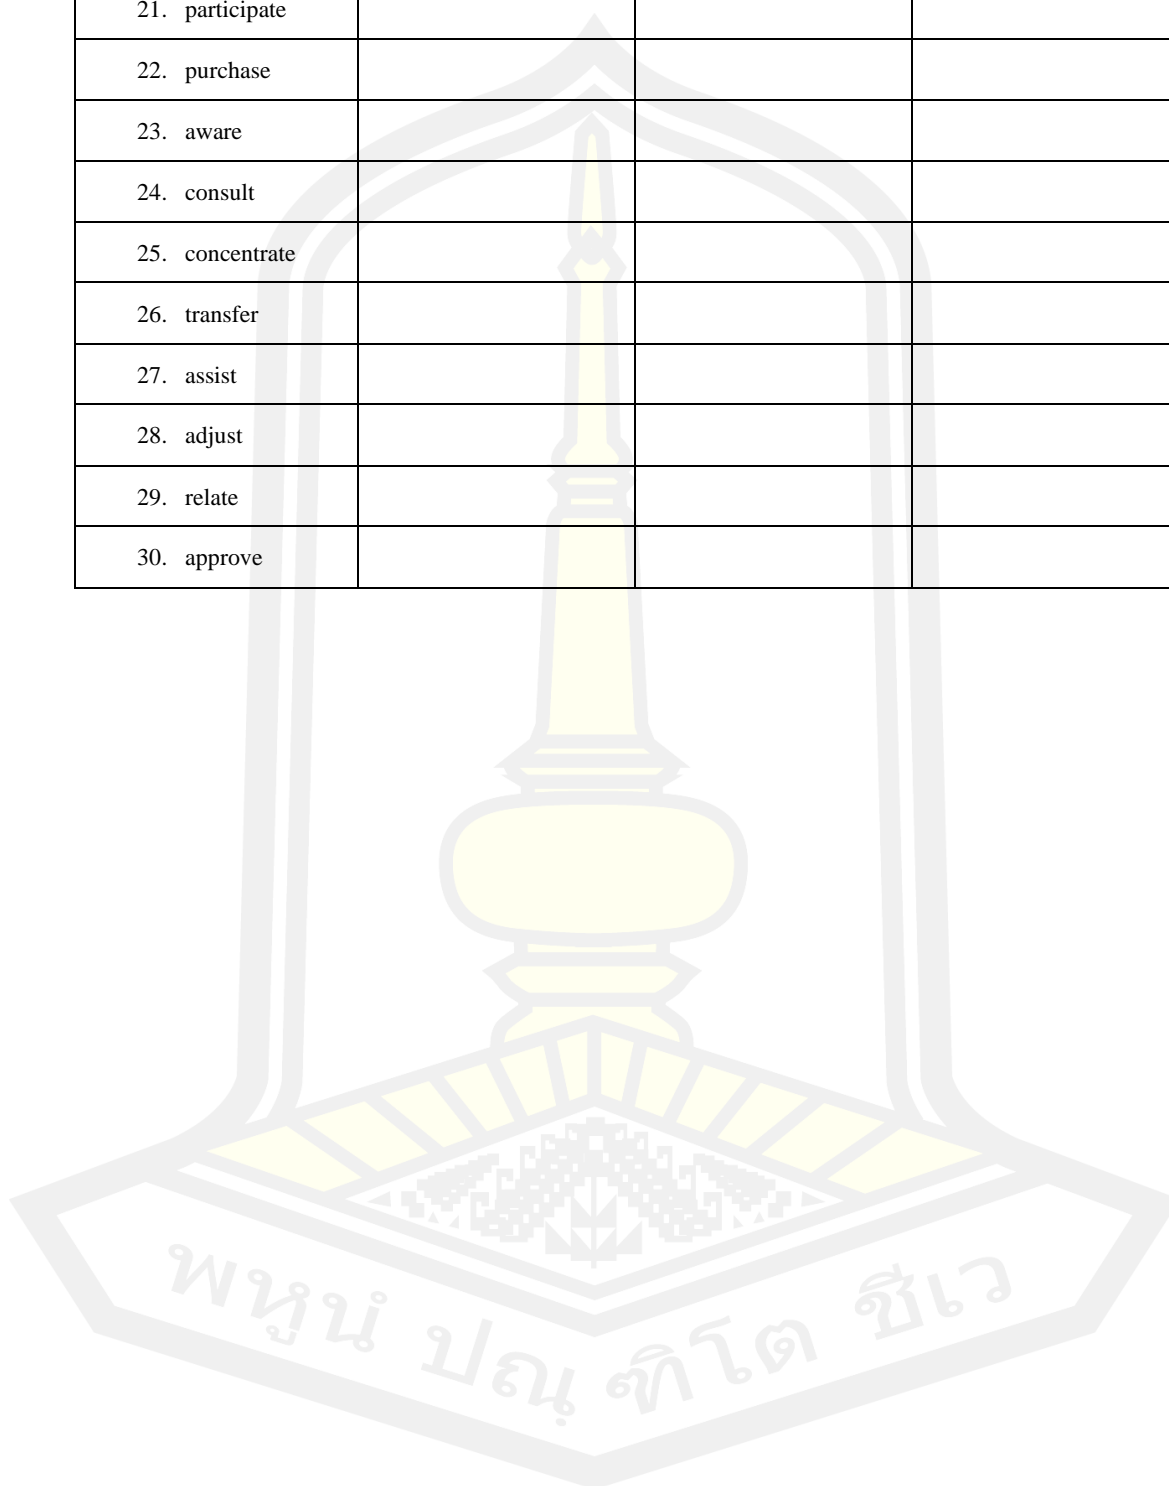 21. participate
22. purchase
23. aware
24. consult
25. concentrate
26. transfer
27. assist
28. adjust
29. relate
30. approve
พหูนํ ปณฺฑิโต ชีเว